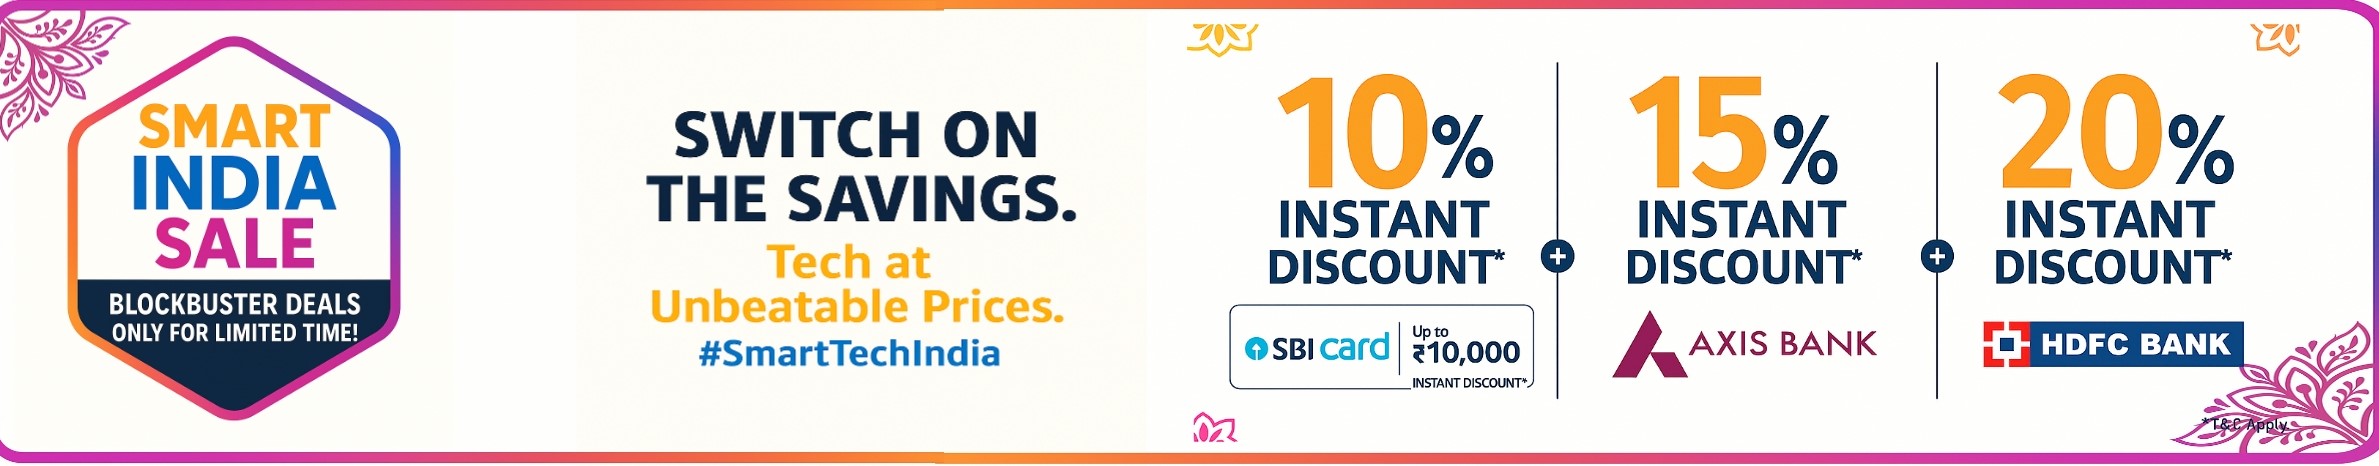 SMART
INDIA
SALE
BLOCKBUSTER DEALS
ONLY FOR LIMITED TIME!
SWITCH ON
THE SAVINGS.
Tech at
Unbeatable Prices.
#SmartTechIndia
10%
INSTANT
DISCOUNT*
SBI card
Up to
₹10,000
INSTANT DISCOUNT*
+
15%
INSTANT
DISCOUNT*
AXIS BANK
+
20%
INSTANT
DISCOUNT*
HDFC BANK
*T&C Apply.